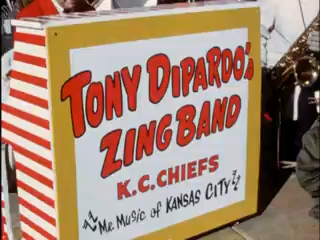 TONY DIPARDO'S
ZING BAND
K.C. CHIEFS
"Mr. Music of KANSAS CITY"